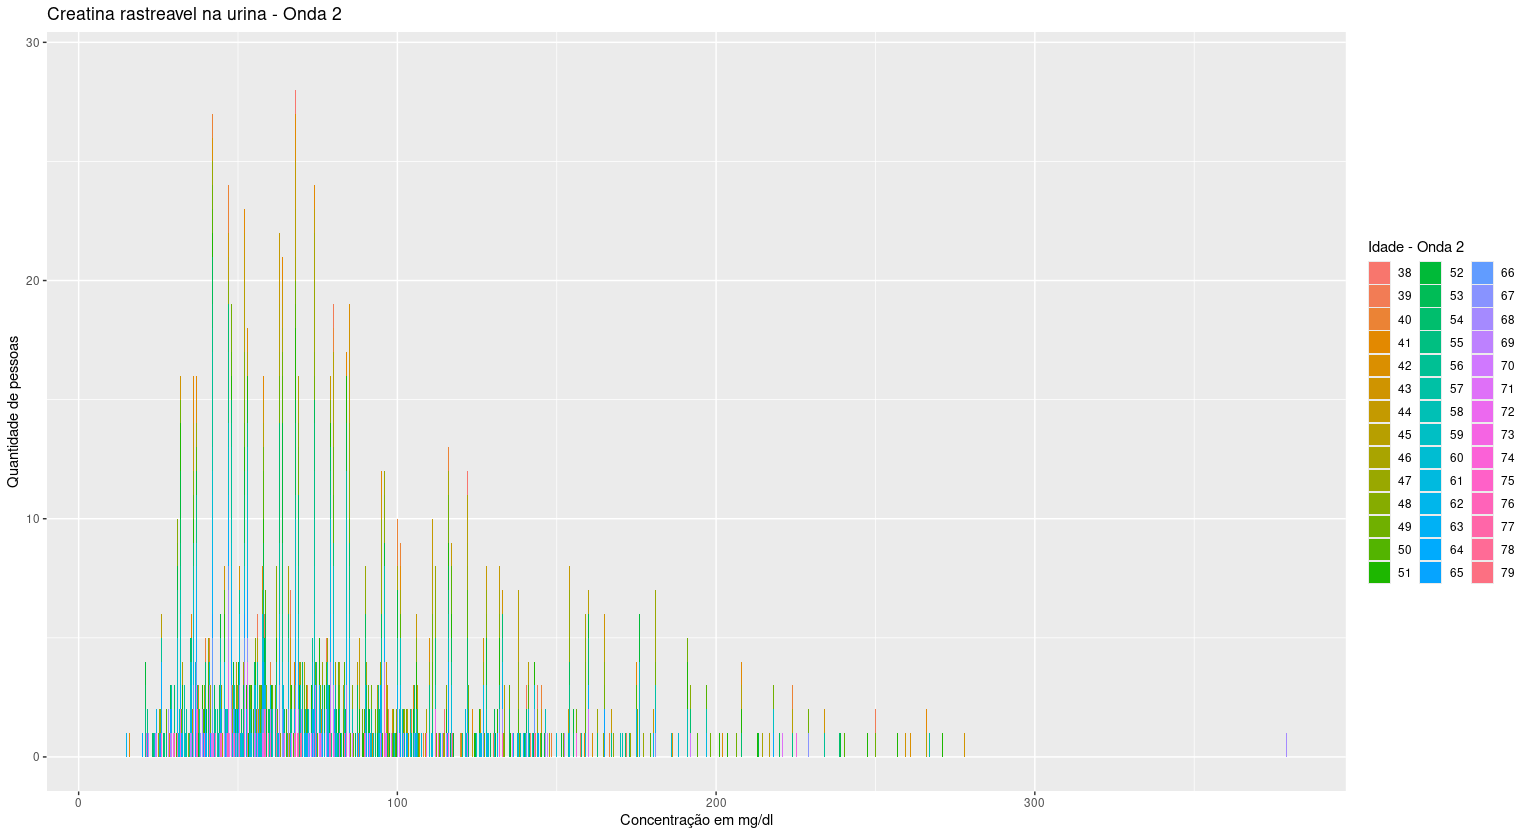 Creatina rastreavel na urina - Onda 2
30
20
10
0
Quantidade de pessoas
0 100 200 300
Concentração em mg/dl
Idade - Onda 2
38 52 66
39 53 67
40 54 68
41 55 69
42 56 70
43 57 71
44 58 72
45 59 73
46 60 74
47 61 75
48 62 76
49 63 77
50 64 78
51 65 79